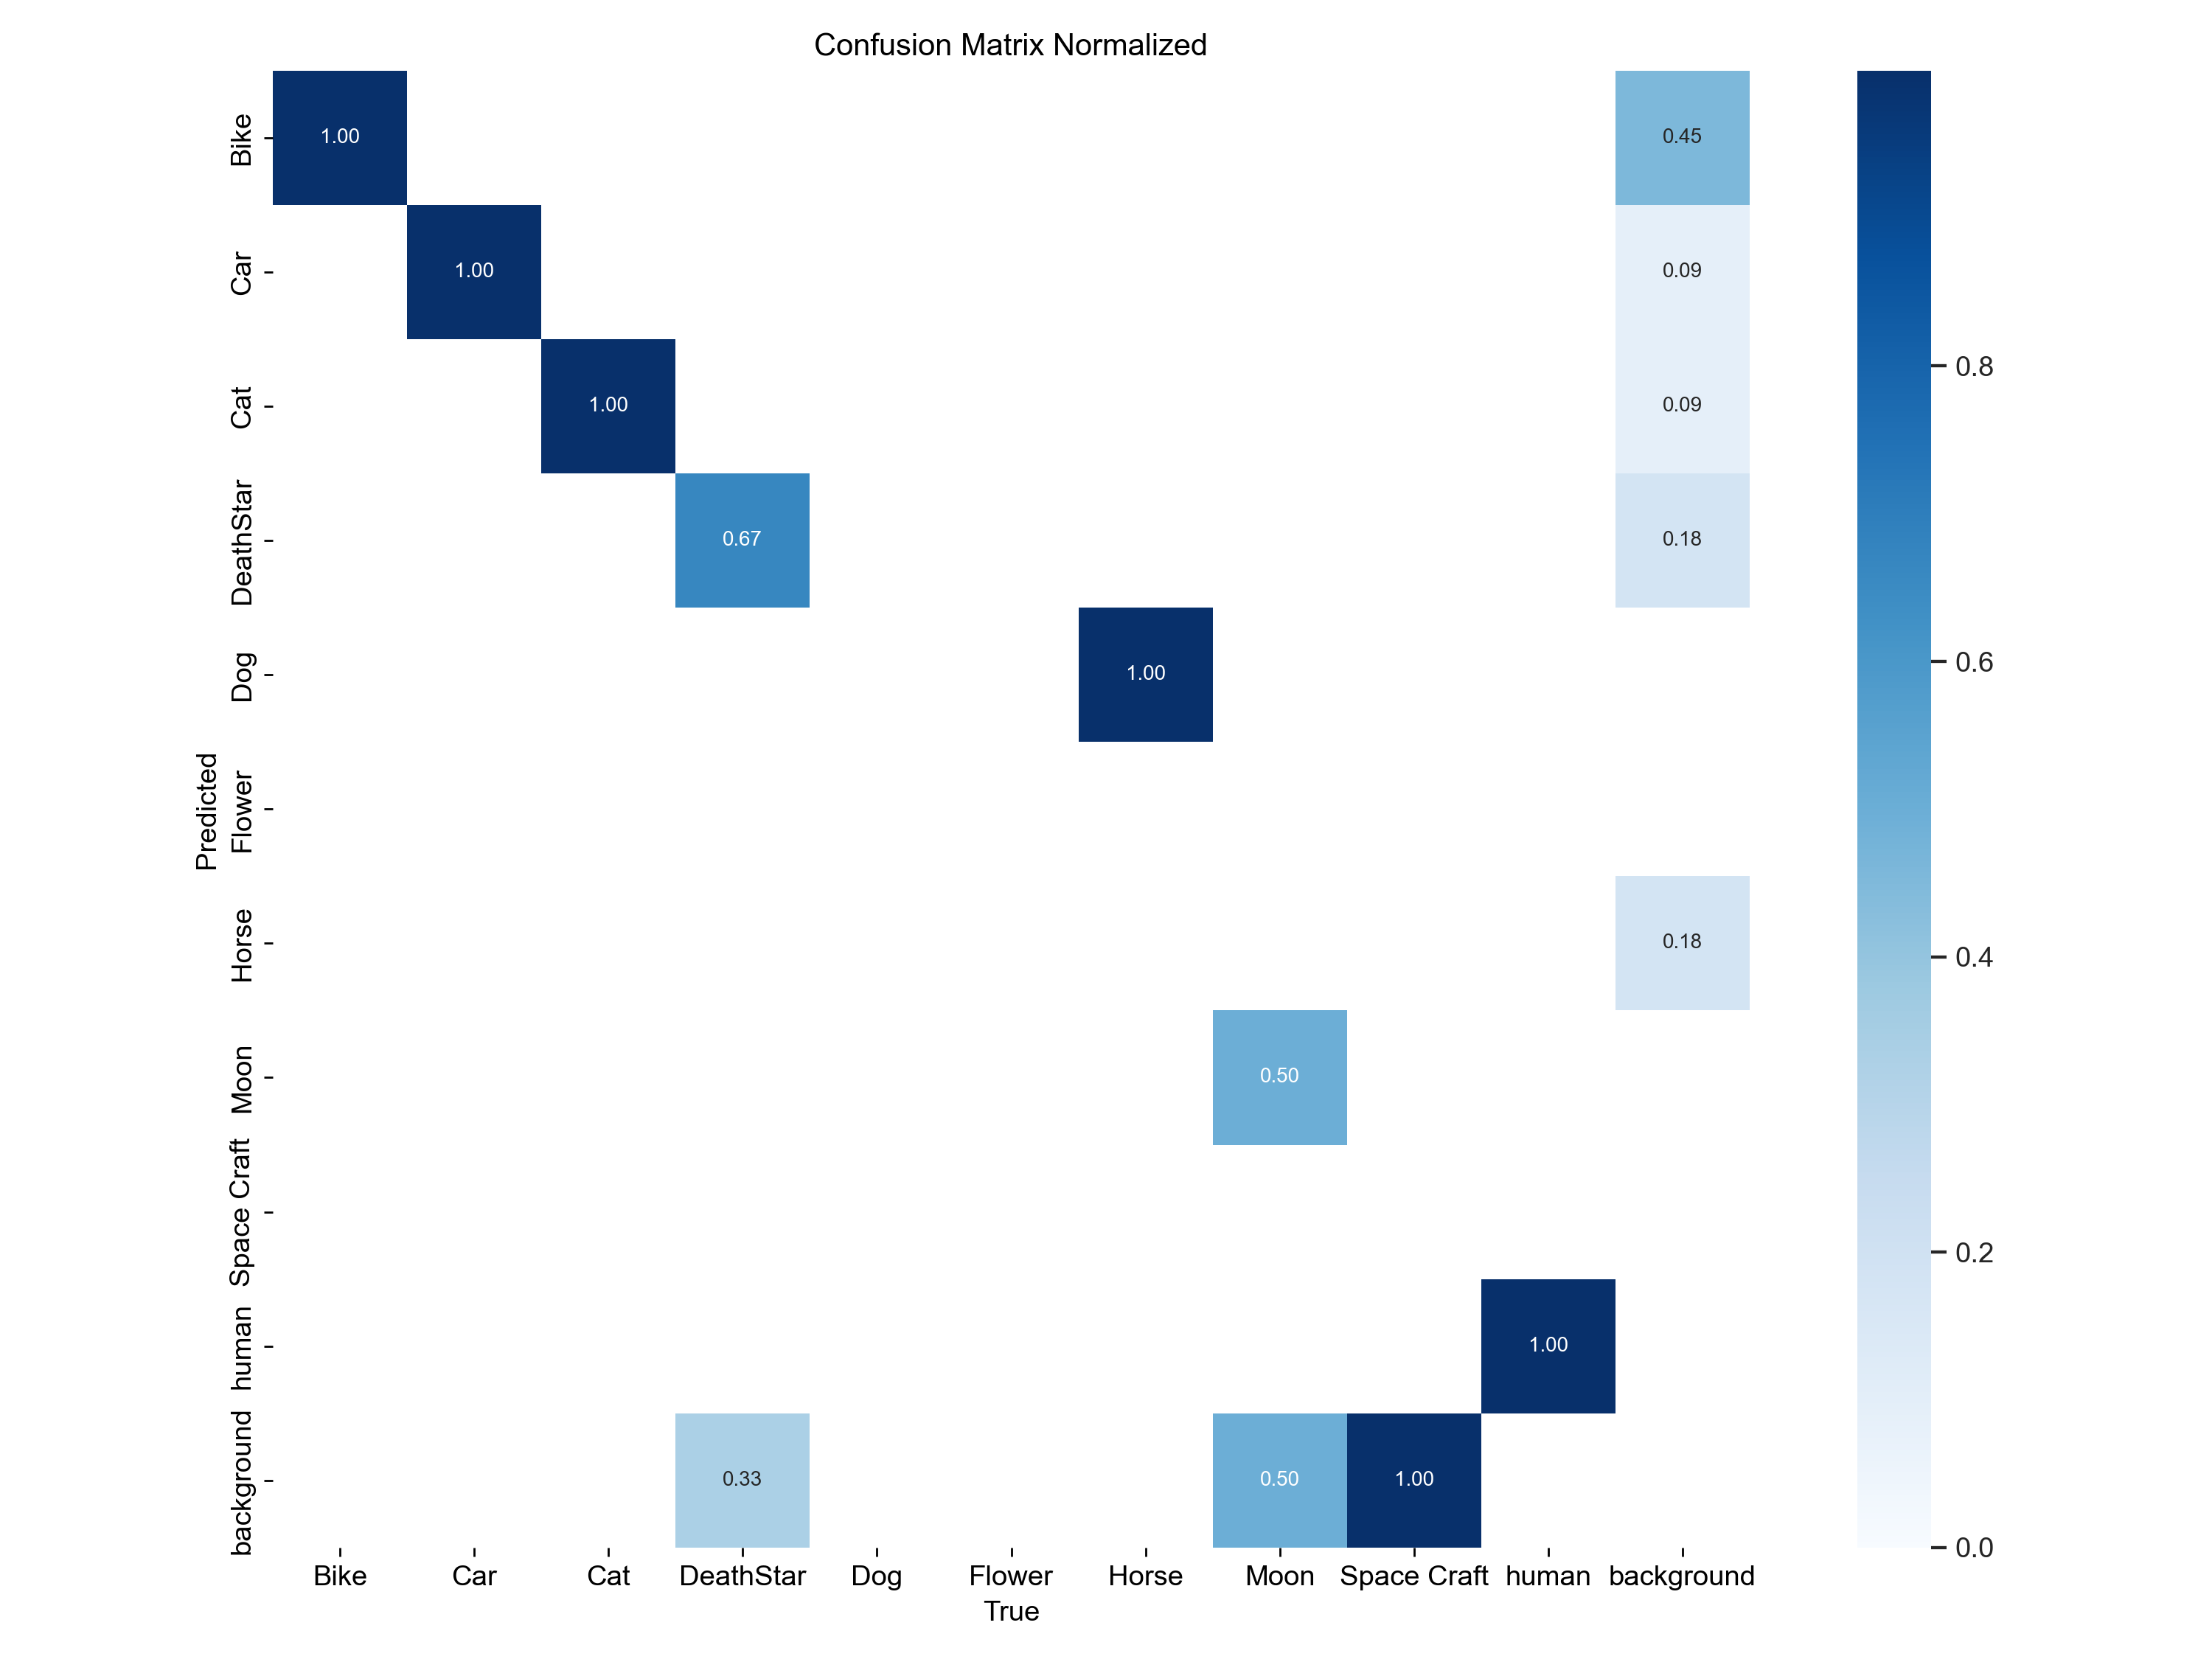 Confusion Matrix Normalized
Bike
1.00
0.45
Car
1.00
0.09
Cat
1.00
0.09
0.8
DeathStar
0.67
0.18
Dog
1.00
0.6
Predicted
Flower
Horse
0.18
0.4
Moon
0.50
Space Craft
0.2
human
1.00
background
0.33
0.50
1.00
0.0
Bike Car Cat DeathStar Dog Flower Horse Moon Space Craft human background
True